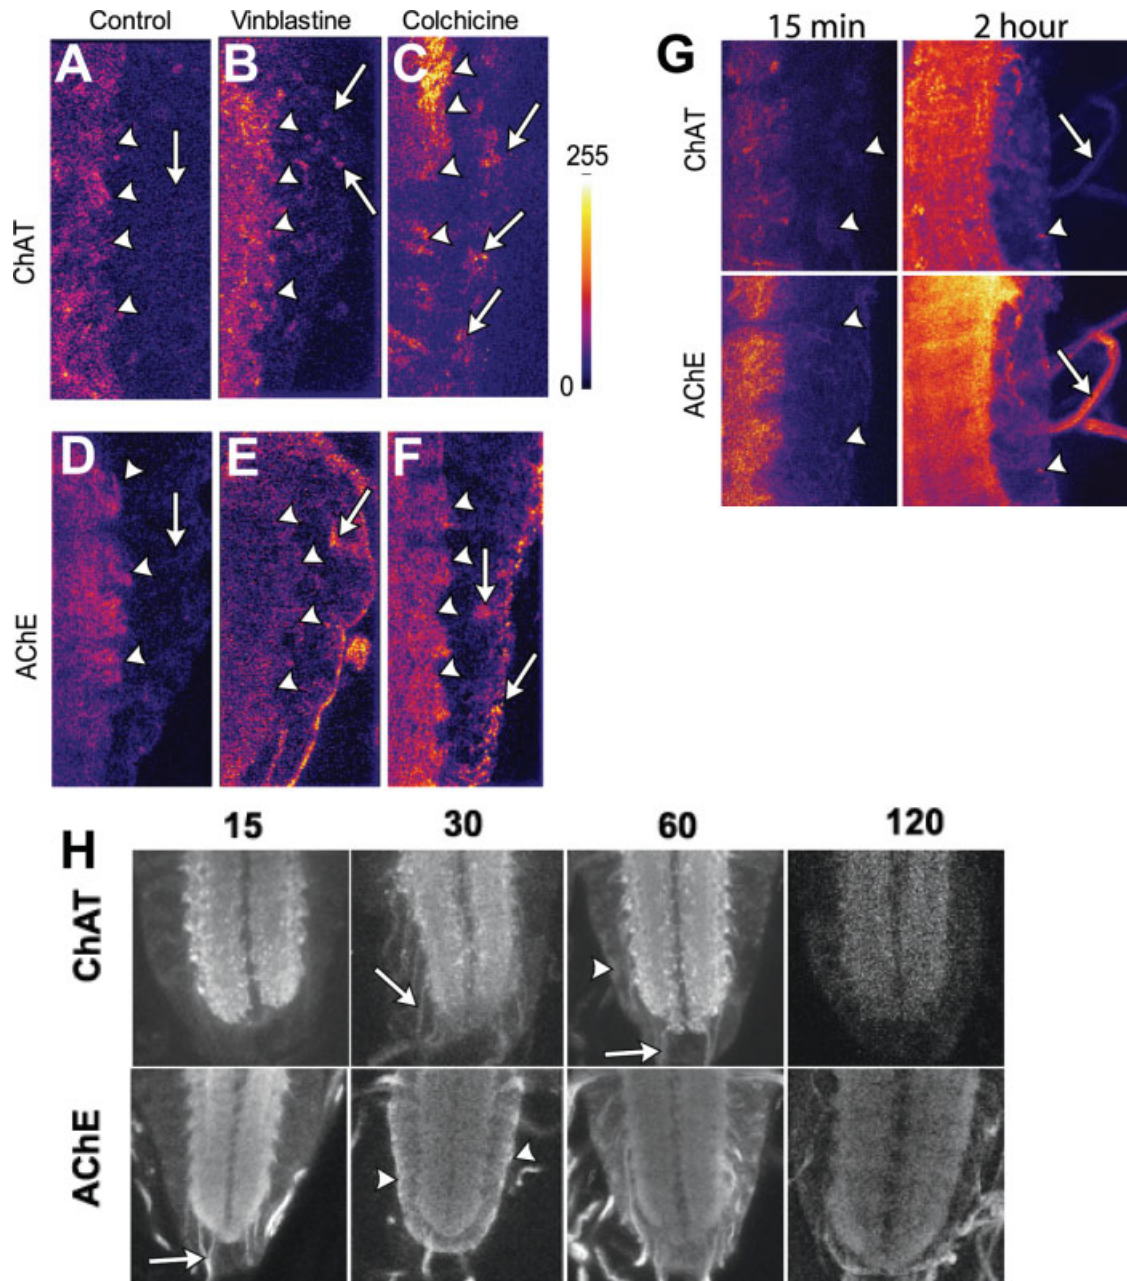 Control Vinblastine Colchicine
A B C
ChAT
255
0
D E F
AChE
G
15 min 2 hour
ChAT
AChE
H
15 30 60 120
ChAT
AChE